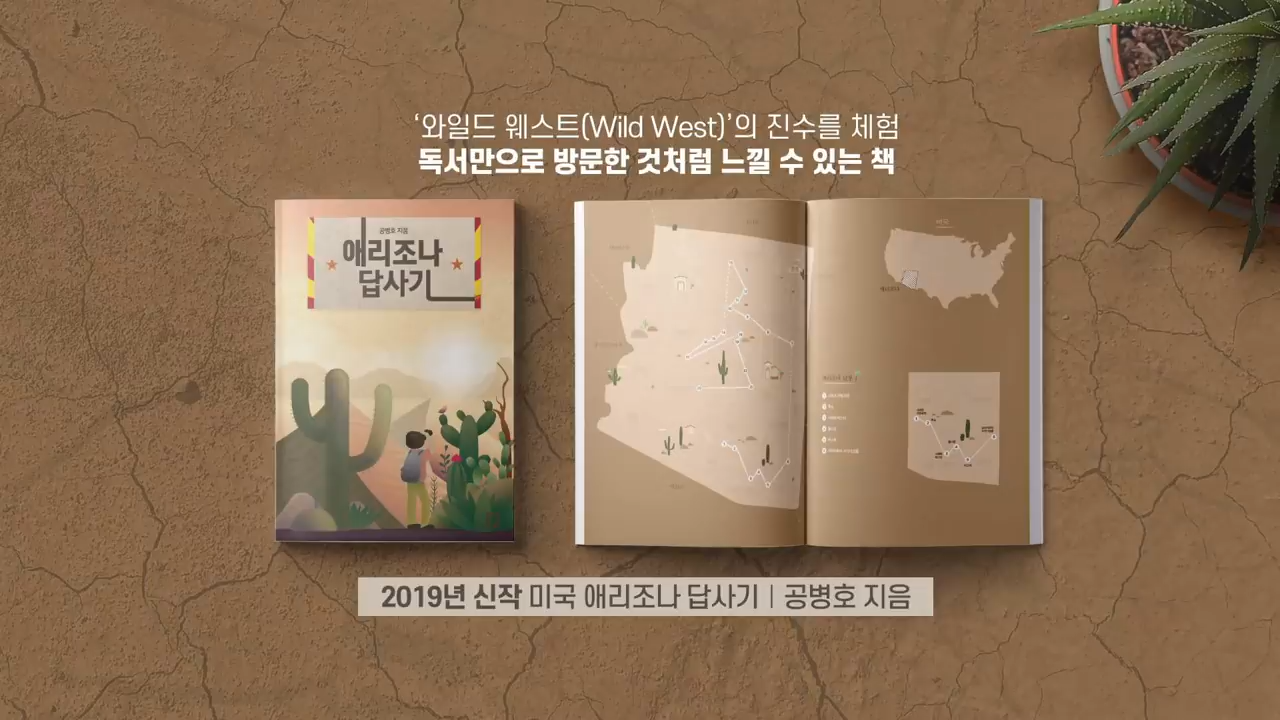 ‘와일드 웨스트(Wild West)’의 진수를 체험
독서만으로 방문한 것처럼 느낄 수 있는 책
공병호 지음
애리조나
답사기
2019년 신작 미국 애리조나 답사기 | 공병호 지음